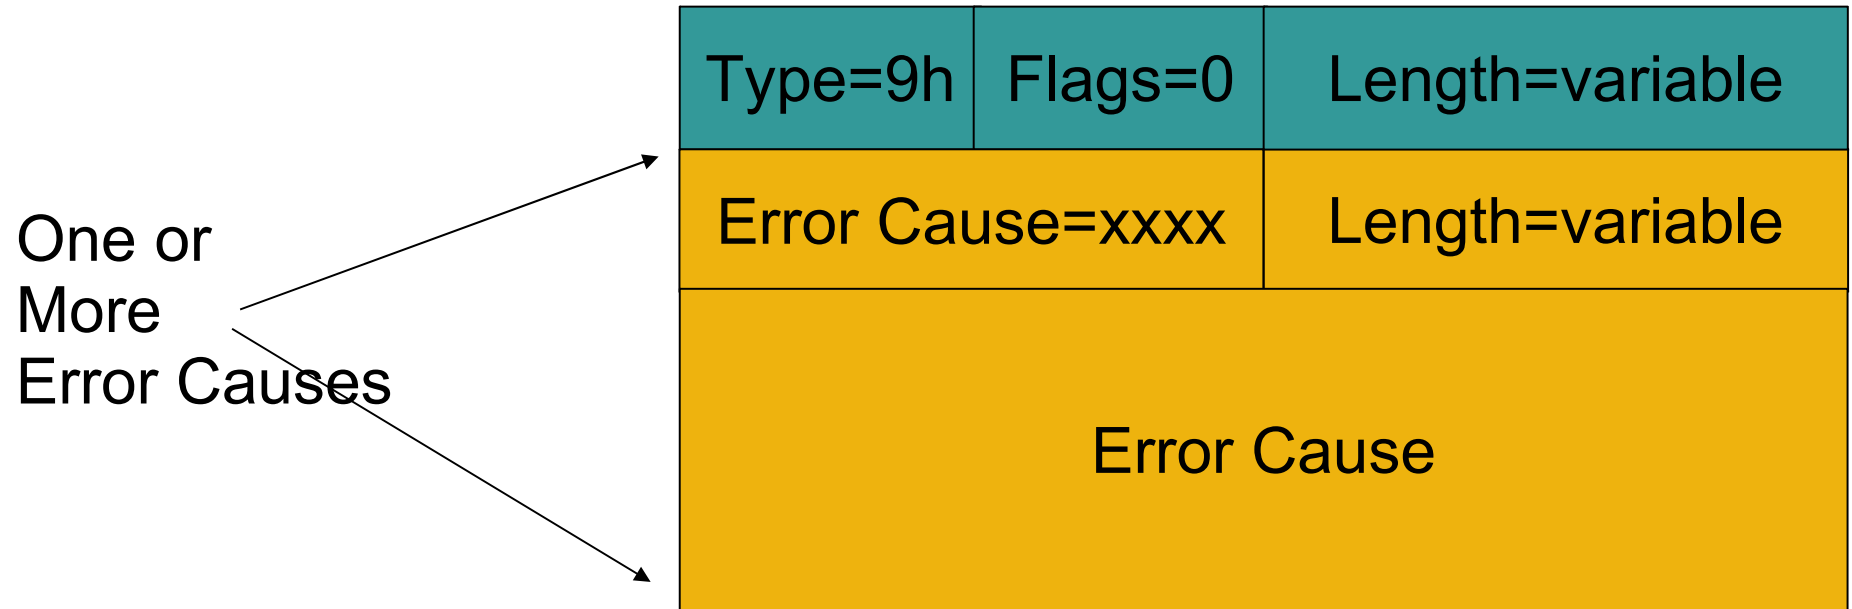 Type=9h Flags=0 Length=variable
Error Cause=xxxx Length=variable
One or
More
Error Causes
Error Cause